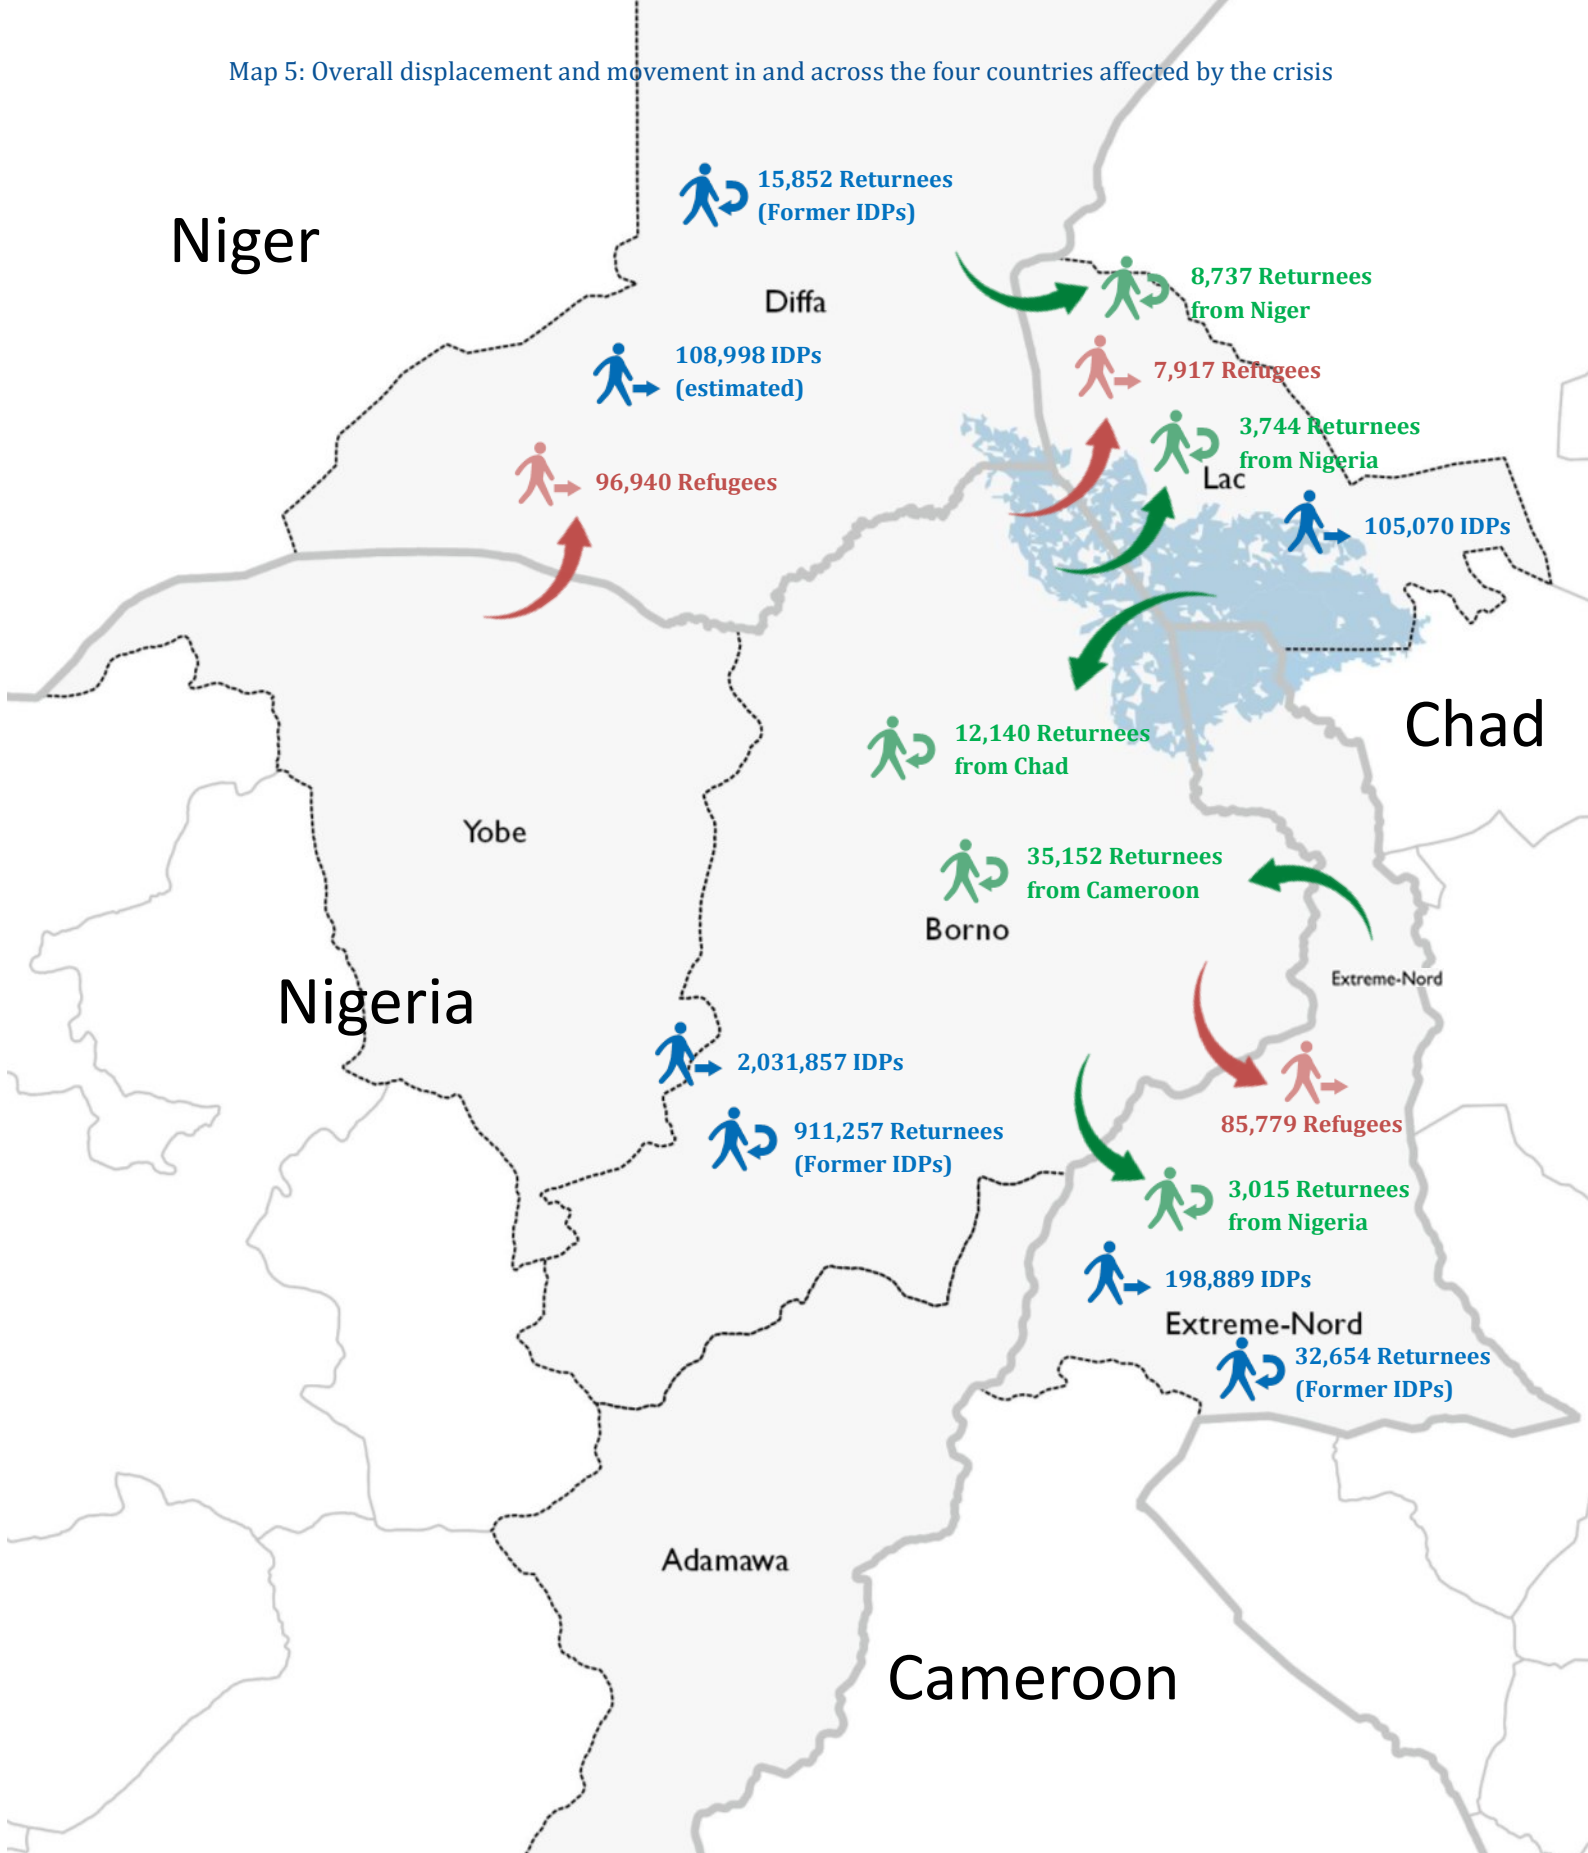 Map 5: Overall displacement and movement in and across the four countries affected by the crisis
15,852 Returnees
(Former IDPs)
Niger
8,737 Returnees
from Niger
Diffa
108,998 IDPs
(estimated)
7,917 Refugees
3,744 Returnees
from Nigeria
Lac
96,940 Refugees
105,070 IDPs
Chad
12,140 Returnees
from Chad
Yobe
35,152 Returnees
from Cameroon
Borno
Extreme-Nord
Nigeria
2,031,857 IDPs
911,257 Returnees
(Former IDPs)
85,779 Refugees
3,015 Returnees
from Nigeria
198,889 IDPs
Extreme-Nord
32,654 Returnees
(Former IDPs)
Adamawa
Cameroon